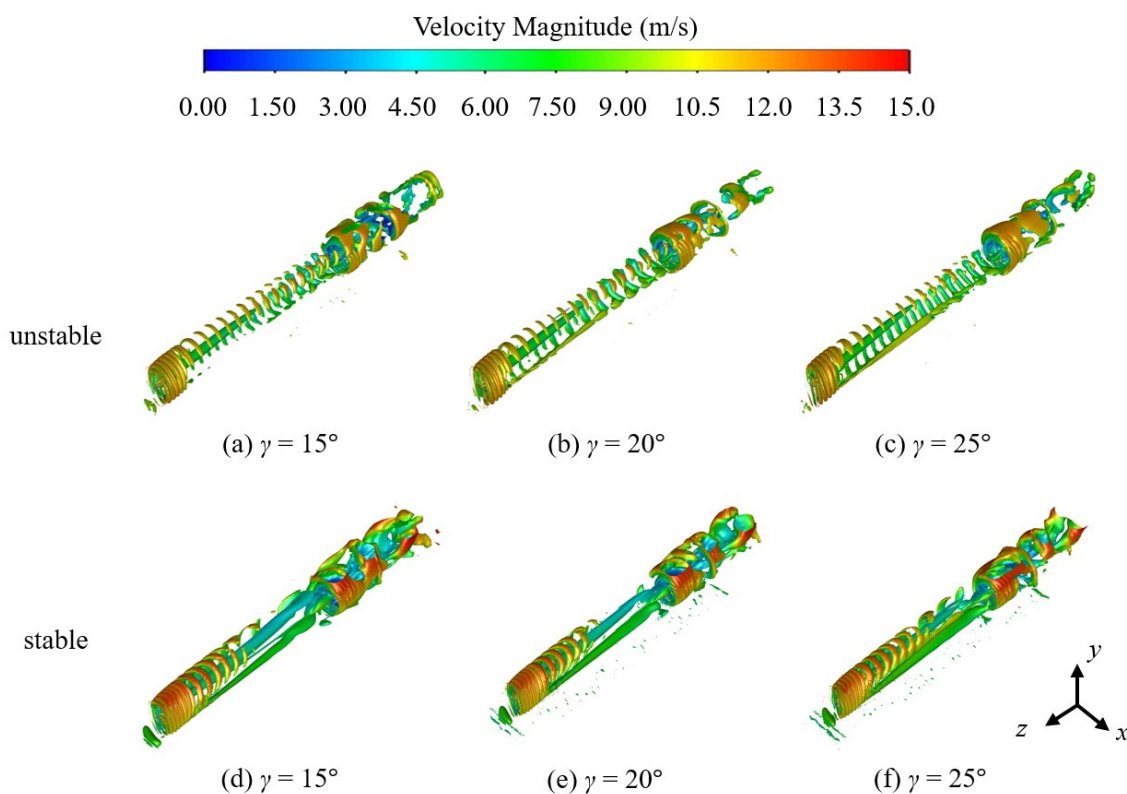 Velocity Magnitude (m/s)
0.00 1.50 3.00 4.50 6.00 7.50 9.00 10.5 12.0 13.5 15.0
unstable
(a) γ = 15° (b) γ = 20° (c) γ = 25°
stable
y
z
x
(d) γ = 15° (e) γ = 20° (f) γ = 25°